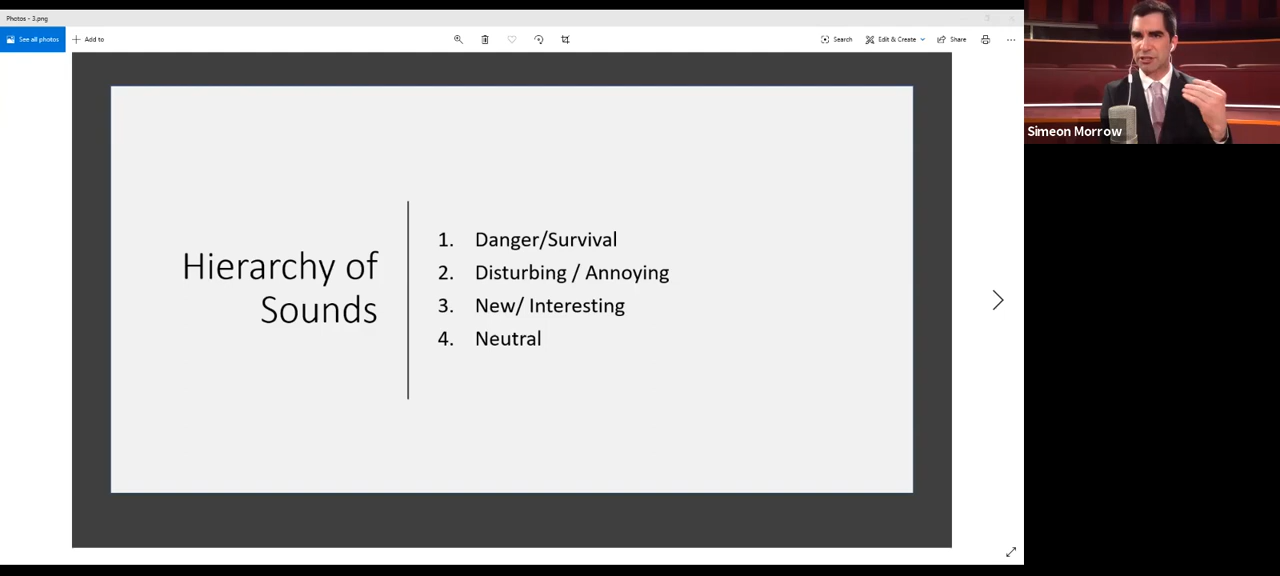 Photos - 3.png
See all photos
Add to
Search
Edit & Create
Share
Simeon Morrow
Hierarchy of
Sounds
1. Danger/Survival
2. Disturbing / Annoying
3. New/ Interesting
4. Neutral